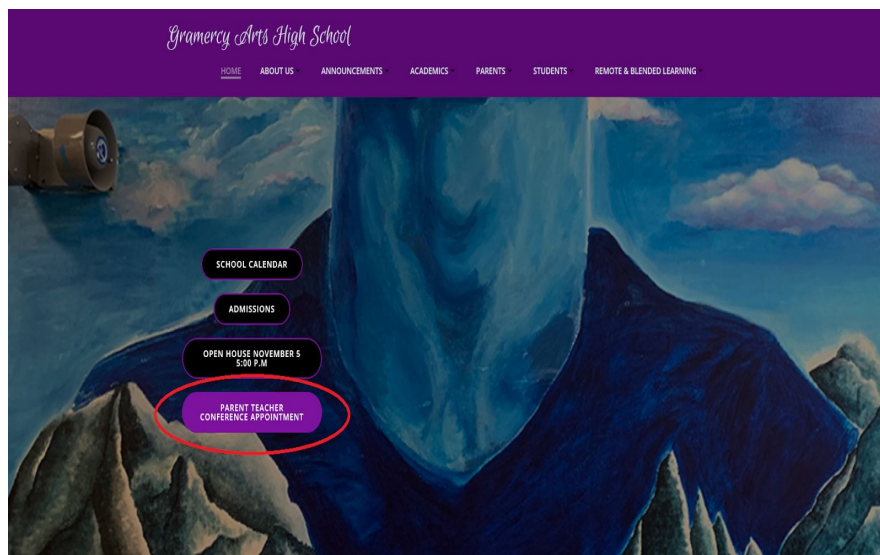 Gramercy Arts High School
HOME ABOUT US ANNOUNCEMENTS ACADEMICS PARENTS STUDENTS REMOTE & BLENDED LEARNING
SCHOOL CALENDAR
ADMISSIONS
OPEN HOUSE NOVEMBER 5
5:00 P.M
PARENT TEACHER
CONFERENCE APPOINTMENT